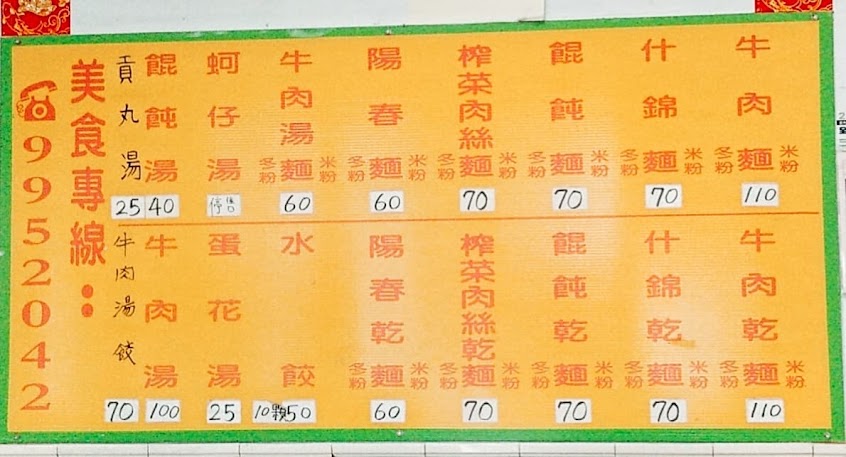 牛肉麵 米粉 冬粉 110
什錦麵 米粉 冬粉 70
餛飩麵 米粉 冬粉 70
榨菜肉絲麵 米粉 冬粉 70
陽春麵 米粉 冬粉 60
牛肉湯麵 米粉 冬粉 60
蚵仔湯 停售
餛飩湯 40
貢丸湯 25
牛肉乾麵 米粉 冬粉 110
什錦乾麵 米粉 冬粉 70
餛飩乾麵 米粉 冬粉 70
榨菜肉絲乾麵 米粉 冬粉 70
陽春乾麵 米粉 冬粉 60
水餃 10顆50
蛋花湯 25
牛肉湯 100
牛肉湯餃 70
美食專線：
☎9952042